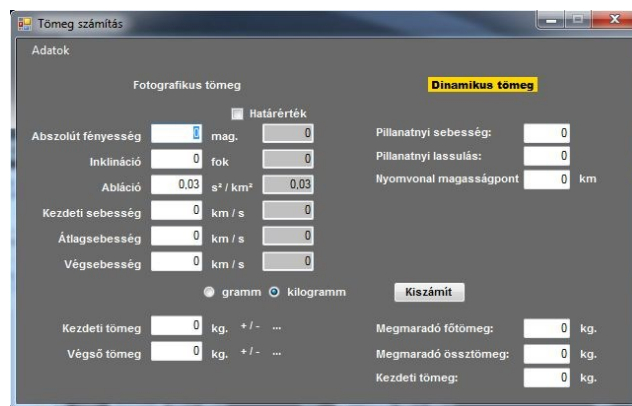 Tömeg számítás
Adatok
Fotografikus tömeg
Határérték
Abszolút fényesség 0 mag. 0
Inklináció 0 fok 0
Abláció 0,03 s² / km² 0,03
Kezdeti sebesség 0 km / s 0
Átlagsebesség 0 km / s 0
Végsebesség 0 km / s 0
gramm kilogramm
Kezdeti tömeg 0 kg. + / - ...
Végső tömeg 0 kg. + / - ...
Dinamikus tömeg
Pillanatnyi sebesség: 0
Pillanatnyi lassulás: 0
Nyomvonal magasságpont 0 km
Kiszámít
Megmaradó főtömeg: 0 kg.
Megmaradó össztömeg: 0 kg.
Kezdeti tömeg: 0 kg.